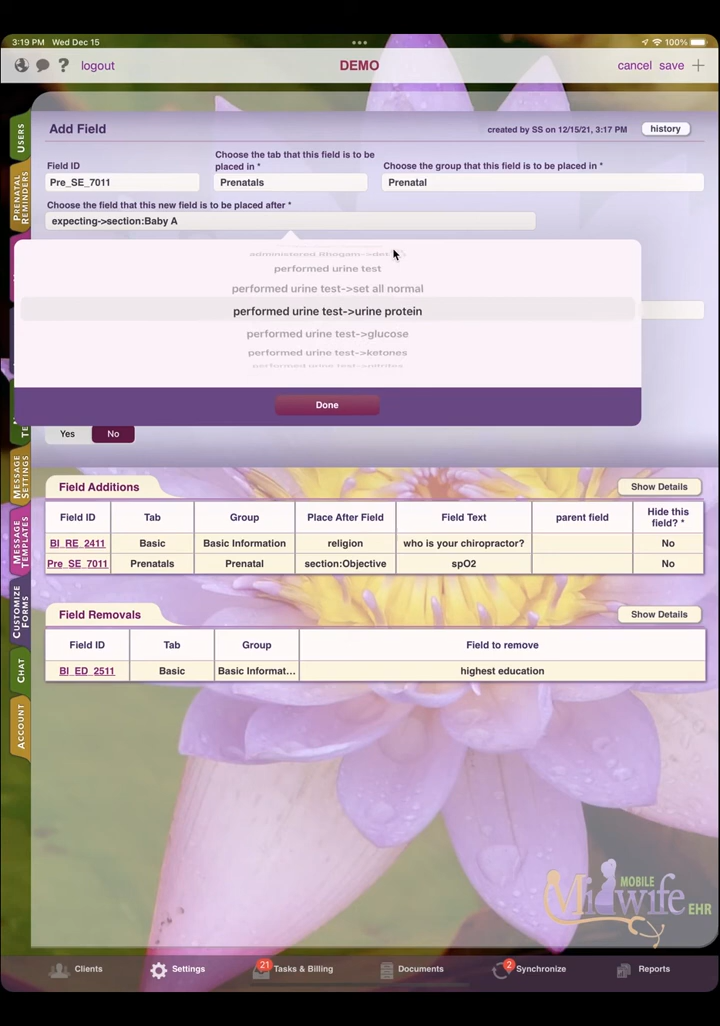 3:19 PM Wed Dec 15
100%
logout
DEMO
cancel save
Add Field
created by SS on 12/15/21, 3:17 PM
history
Field ID
Choose the tab that this field is to be placed in *
Choose the group that this field is to be placed in *
Pre_SE_7011
Prenatals
Prenatal
Choose the field that this new field is to be placed after *
expecting->section:Baby A
performed urine test
performed urine test->set all normal
performed urine test->urine protein
performed urine test->glucose
performed urine test->ketones
Done
Yes No
Field Additions
Show Details
Field ID Tab Group Place After Field Field Text parent field Hide this field? *
BI_RE_2411 Basic Basic Information religion who is your chiropractor? No
Pre_SE_7011 Prenatals Prenatal section:Objective spO2 No
Field Removals
Show Details
Field ID Tab Group Field to remove
BI_ED_2511 Basic Basic Informat... highest education
USERS
PRENATAL REMINDERS
MESSAGE SETTINGS
MESSAGE TEMPLATES
CUSTOMIZE FORMS
CHAT
ACCOUNT
MOBILE
Midwife EHR
Clients
Settings
21
Tasks & Billing
Documents
2
Synchronize
Reports